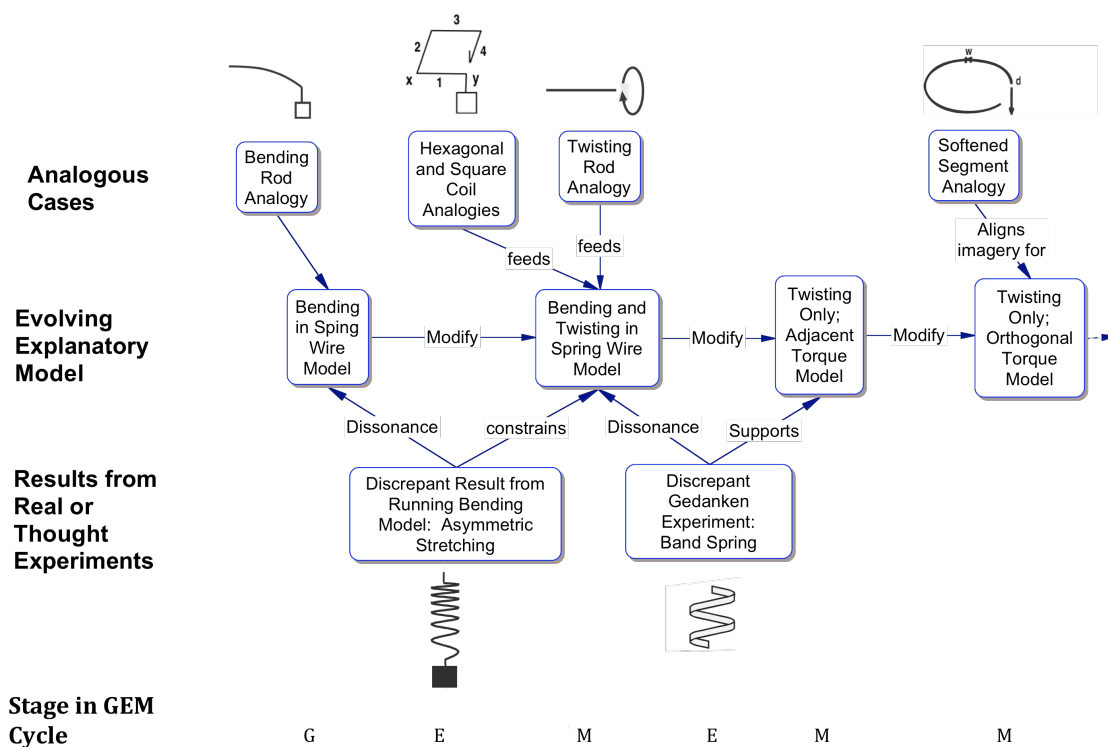 3
2
4
x
1
y
w
d
Analogous
Cases
Bending
Rod
Analogy
Hexagonal
and Square
Coil
Analogies
Twisting
Rod
Analogy
Softened
Segment
Analogy
feeds
feeds
Aligns
imagery for
Evolving
Explanatory
Model
Bending
in Sping
Wire
Model
Modify
Bending and
Twisting in
Spring Wire
Model
Modify
Twisting
Only;
Adjacent
Torque
Model
Modify
Twisting
Only;
Orthogonal
Torque
Model
Dissonance
constrains
Dissonance
Supports
Results from
Real or
Thought
Experiments
Discrepant Result from
Running Bending
Model: Asymmetric
Stretching
Discrepant
Gedanken
Experiment:
Band Spring
Stage in GEM
Cycle
G E M E M M